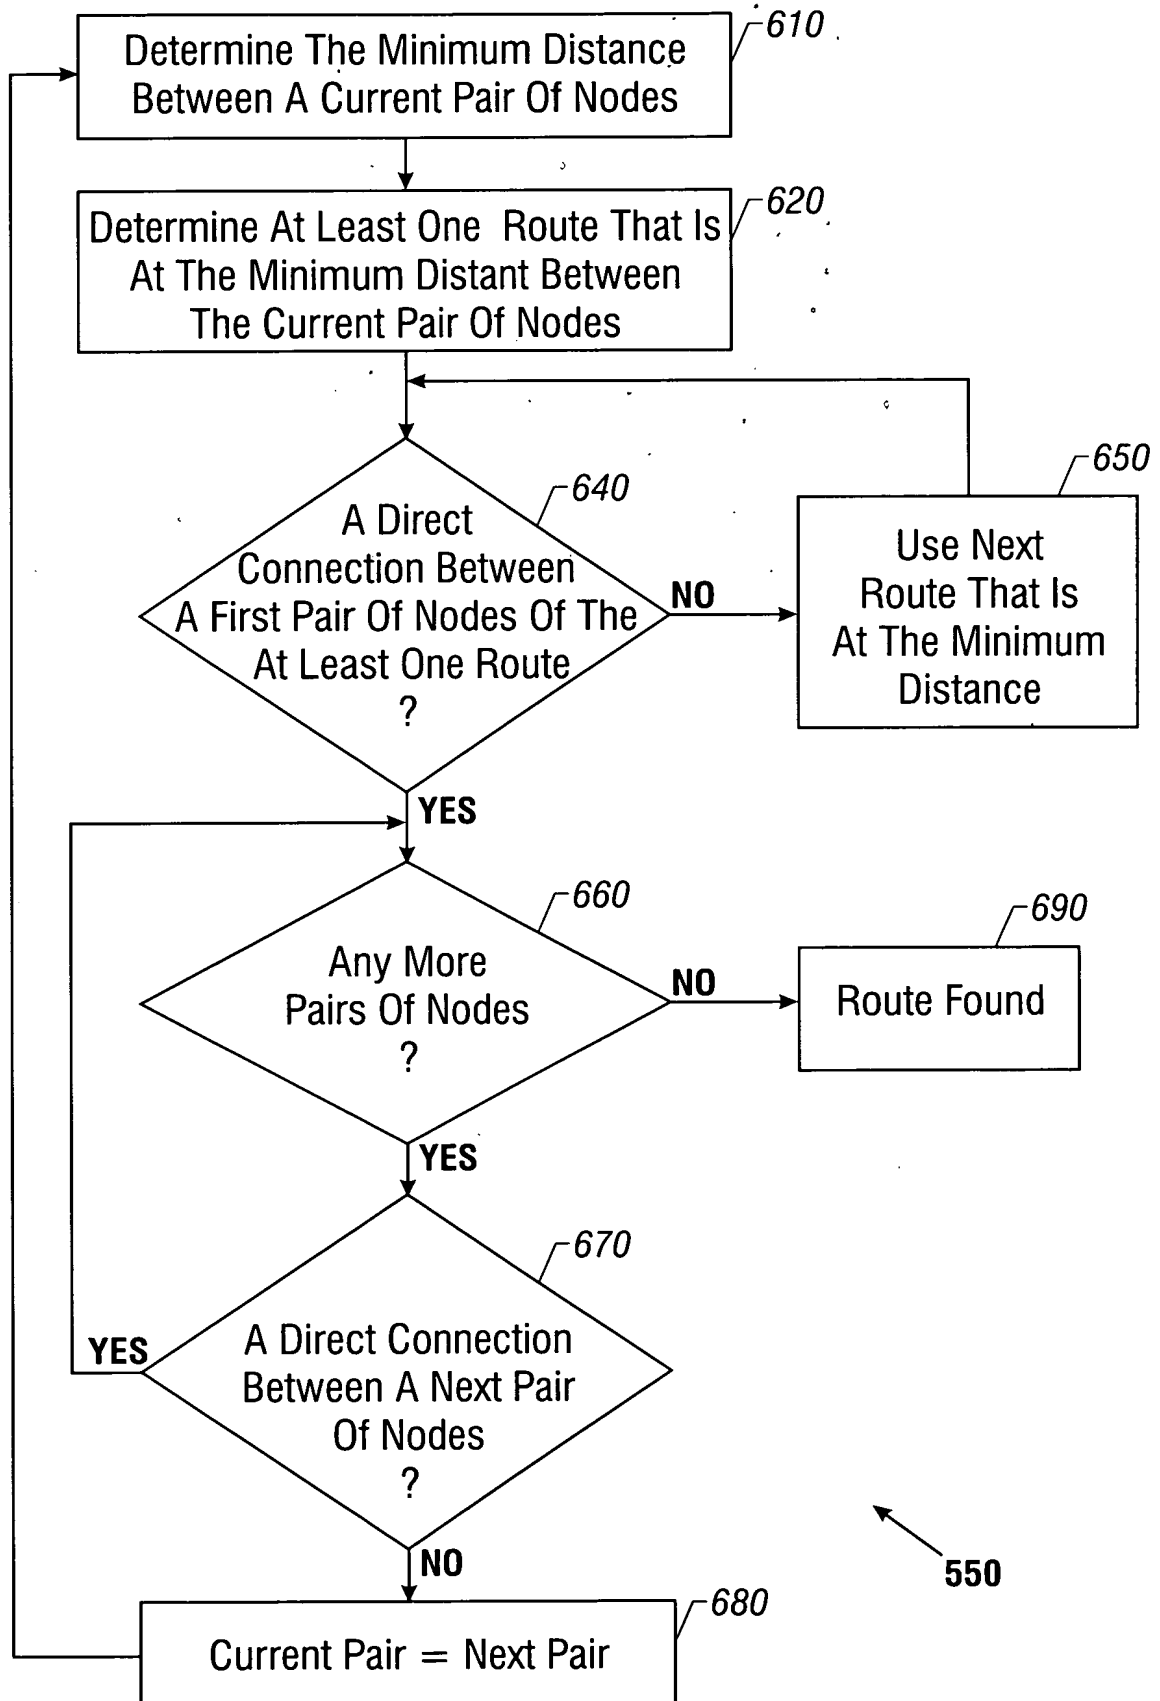 610
Determine The Minimum Distance
Between A Current Pair Of Nodes
620
Determine At Least One Route That Is
At The Minimum Distant Between
The Current Pair Of Nodes
640
A Direct
Connection Between
A First Pair Of Nodes Of The
At Least One Route
?
NO
650
Use Next
Route That Is
At The Minimum
Distance
YES
660
Any More
Pairs Of Nodes
?
NO
690
Route Found
YES
670
A Direct Connection
Between A Next Pair
Of Nodes
?
YES
NO
550
680
Current Pair = Next Pair